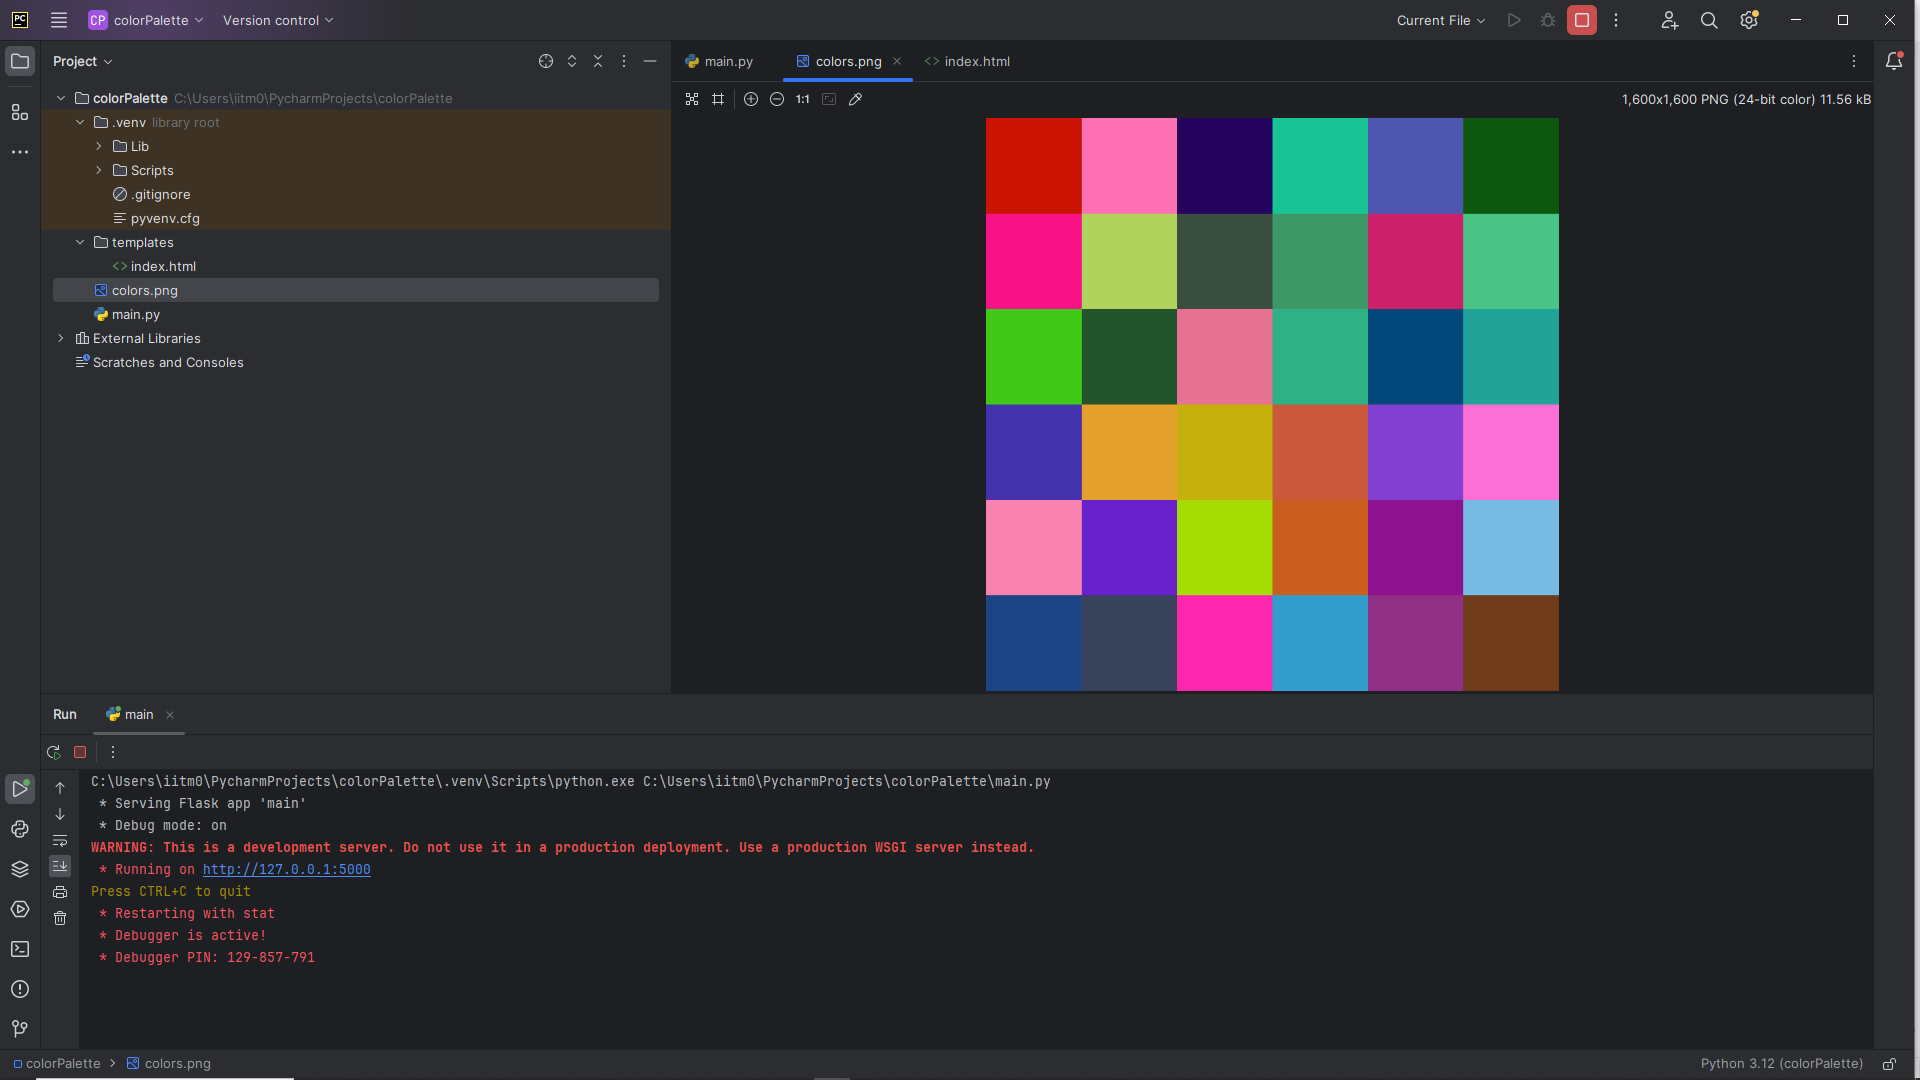 PC
CP colorPalette
Version control
Current File
Project
main.py
colors.png
index.html
colorPalette C:\Users\iitm0\PycharmProjects\colorPalette
.venv library root
Lib
Scripts
.gitignore
pyvenv.cfg
templates
index.html
colors.png
main.py
External Libraries
Scratches and Consoles
1:1
1,600x1,600 PNG (24-bit color) 11.56 kB
Run
main
C:\Users\iitm0\PycharmProjects\colorPalette\.venv\Scripts\python.exe C:\Users\iitm0\PycharmProjects\colorPalette\main.py
* Serving Flask app 'main'
* Debug mode: on
WARNING: This is a development server. Do not use it in a production deployment. Use a production WSGI server instead.
* Running on http://127.0.0.1:5000
Press CTRL+C to quit
* Restarting with stat
* Debugger is active!
* Debugger PIN: 129-857-791
colorPalette > colors.png
Python 3.12 (colorPalette)